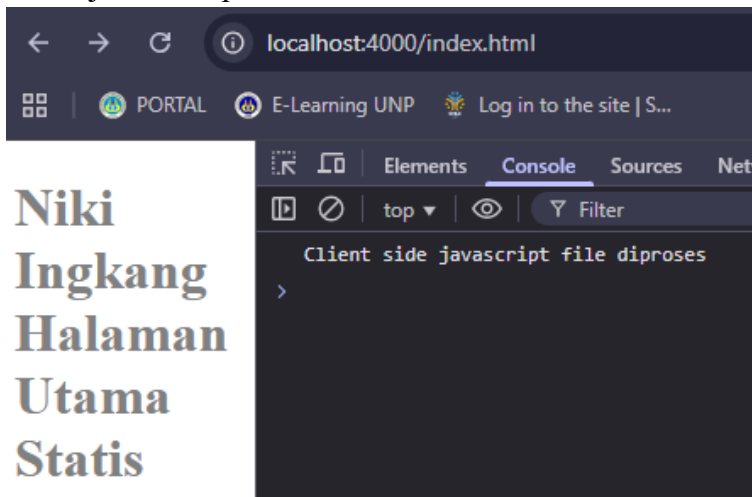 localhost:4000/index.html
PORTAL E-Learning UNP Log in to the site | S...
Elements Console Sources Net
top Filter
Client side javascript file diproses
Niki
Ingkang
Halaman
Utama
Statis